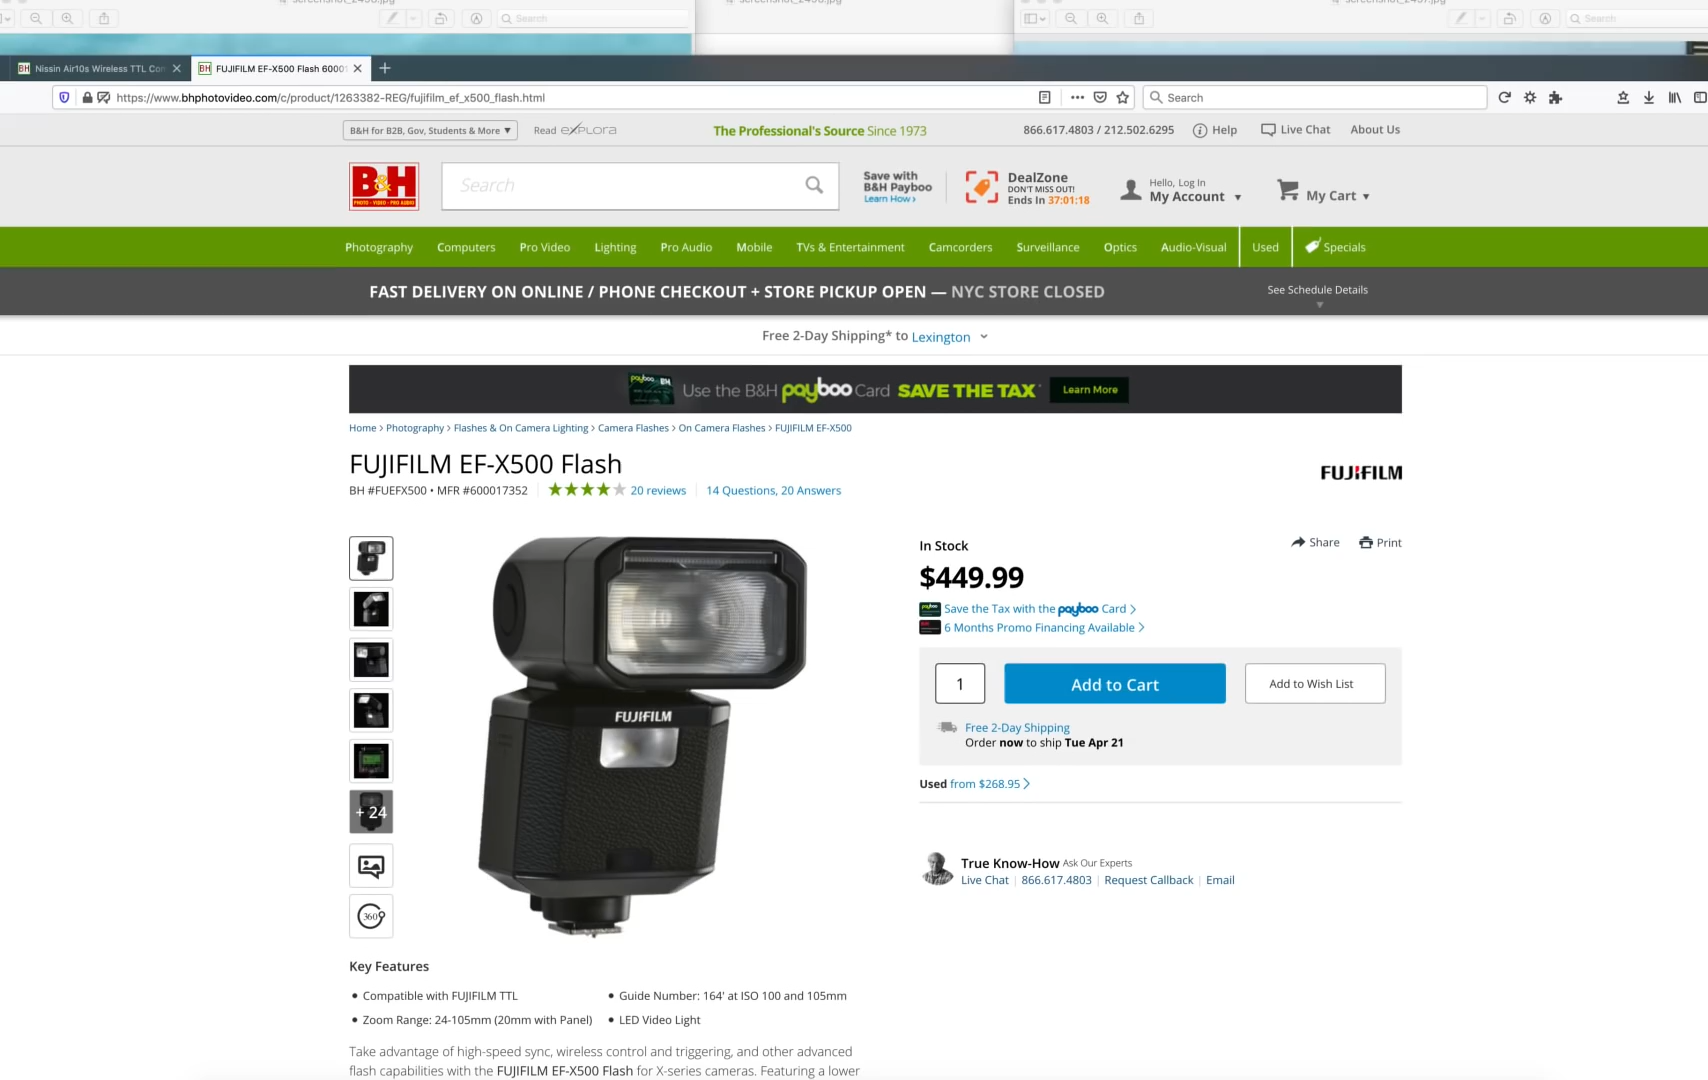 Search
Search
Nissin Air10s Wireless TTL Con
FUJIFILM EF-X500 Flash 60001
https://www.bhphotovideo.com/c/product/1263382-REG/fujifilm_ef_x500_flash.html
Search
B&H for B2B, Gov, Students & More ▼
Read explora
The Professional's Source Since 1973
866.617.4803 / 212.502.6295
Help
Live Chat
About Us
B&H
PHOTO · VIDEO · PRO AUDIO
Search
Save with
B&H Payboo
Learn How ›
DealZone
DON'T MISS OUT!
Ends In 37:01:18
Hello, Log In
My Account ▼
My Cart ▼
Photography Computers Pro Video Lighting Pro Audio Mobile TVs & Entertainment Camcorders Surveillance Optics Audio-Visual Used Specials
FAST DELIVERY ON ONLINE / PHONE CHECKOUT + STORE PICKUP OPEN — NYC STORE CLOSED
See Schedule Details
Free 2-Day Shipping* to Lexington
payboo BH Use the B&H payboo Card SAVE THE TAX* Learn More
Home > Photography > Flashes & On Camera Lighting > Camera Flashes > On Camera Flashes > FUJIFILM EF-X500
FUJIFILM EF-X500 Flash
FUJIFILM
BH #FUEFX500 • MFR #600017352
20 reviews
14 Questions, 20 Answers
In Stock
Share
Print
$449.99
Save the Tax with the payboo Card >
6 Months Promo Financing Available >
1
Add to Cart
Add to Wish List
Free 2-Day Shipping
Order now to ship Tue Apr 21
Used from $268.95 >
FUJIFILM
+ 24
360º
True Know-How Ask Our Experts
Live Chat | 866.617.4803 | Request Callback | Email
Key Features
• Compatible with FUJIFILM TTL
• Guide Number: 164' at ISO 100 and 105mm
• Zoom Range: 24-105mm (20mm with Panel)
• LED Video Light
Take advantage of high-speed sync, wireless control and triggering, and other advanced
flash capabilities with the FUJIFILM EF-X500 Flash for X-series cameras. Featuring a lower